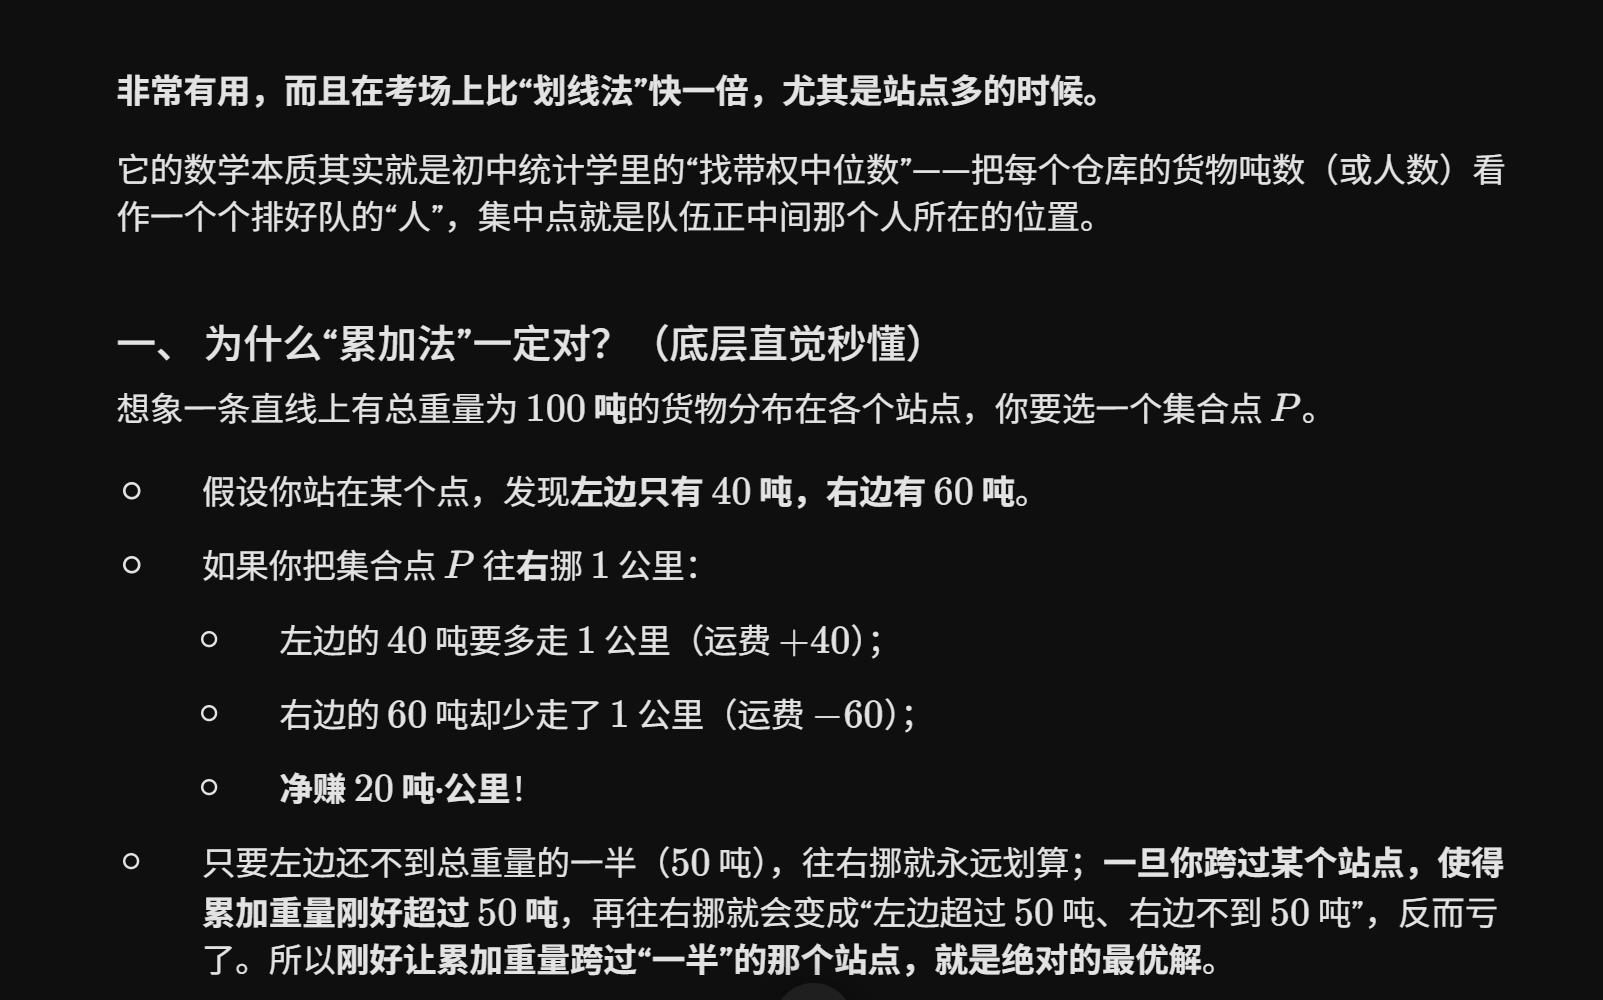 非常有用，而且在考场上比“划线法”快一倍，尤其是站点多的时候。
它的数学本质其实就是初中统计学里的“找带权中位数”——把每个仓库的货物吨数（或人数）看
作一个个排好队的“人”，集中点就是队伍正中间那个人所在的位置。
一、 为什么“累加法”一定对？（底层直觉秒懂）
想象一条直线上有总重量为 100 吨的货物分布在各个站点，你要选一个集合点 P。
假设你站在某个点，发现左边只有 40 吨，右边有 60 吨。
如果你把集合点 P 往右挪 1 公里：
左边的 40 吨要多走 1 公里（运费 +40）；
右边的 60 吨却少走了 1 公里（运费 −60）；
净赚 20 吨·公里！
只要左边还不到总重量的一半（50 吨），往右挪就永远划算；一旦你跨过某个站点，使得
累加重量刚好超过 50 吨，再往右挪就会变成“左边超过 50 吨、右边不到 50 吨”，反而亏
了。所以刚好让累加重量跨过“一半”的那个站点，就是绝对的最优解。